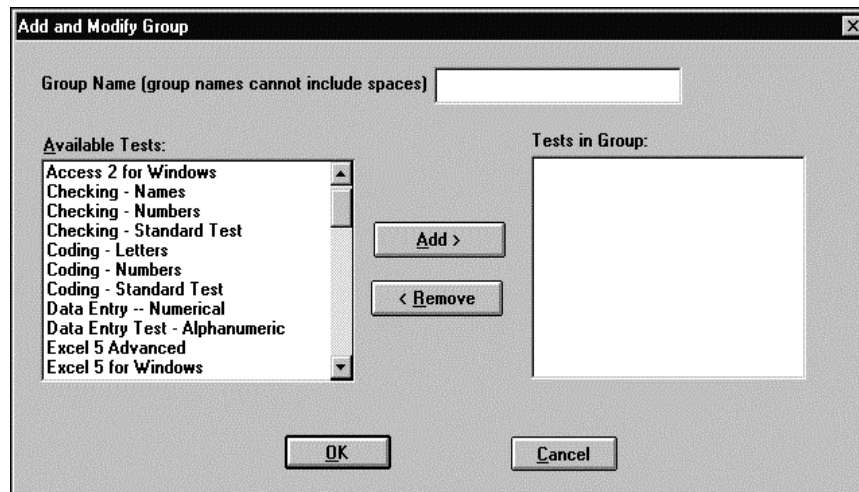 Add and Modify Group
Group Name (group names cannot include spaces)
Available Tests:
Access 2 for Windows
Checking - Names
Checking - Numbers
Checking - Standard Test
Coding - Letters
Coding - Numbers
Coding - Standard Test
Data Entry -- Numerical
Data Entry Test - Alphanumeric
Excel 5 Advanced
Excel 5 for Windows
Add >
< Remove
Tests in Group:
OK
Cancel